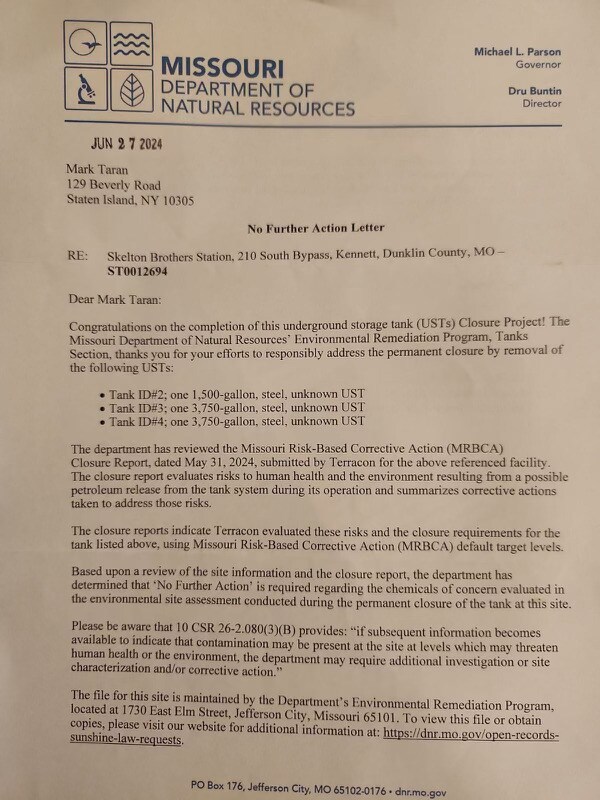 MISSOURI
DEPARTMENT OF
NATURAL RESOURCES
Michael L. Parson
Governor
Dru Buntin
Director
JUN 27 2024
Mark Taran
129 Beverly Road
Staten Island, NY 10305
No Further Action Letter
RE: Skelton Brothers Station, 210 South Bypass, Kennett, Dunklin County, MO –
ST0012694
Dear Mark Taran:
Congratulations on the completion of this underground storage tank (USTs) Closure Project! The
Missouri Department of Natural Resources' Environmental Remediation Program, Tanks
Section, thanks you for your efforts to responsibly address the permanent closure by removal of
the following USTs:
• Tank ID#2; one 1,500-gallon, steel, unknown UST
• Tank ID#3; one 3,750-gallon, steel, unknown UST
• Tank ID#4; one 3,750-gallon, steel, unknown UST
The department has reviewed the Missouri Risk-Based Corrective Action (MRBCA)
Closure Report, dated May 31, 2024, submitted by Terracon for the above referenced facility.
The closure report evaluates risks to human health and the environment resulting from a possible
petroleum release from the tank system during its operation and summarizes corrective actions
taken to address those risks.
The closure reports indicate Terracon evaluated these risks and the closure requirements for the
tank listed above, using Missouri Risk-Based Corrective Action (MRBCA) default target levels.
Based upon a review of the site information and the closure report, the department has
determined that 'No Further Action' is required regarding the chemicals of concern evaluated in
the environmental site assessment conducted during the permanent closure of the tank at this site.
Please be aware that 10 CSR 26-2.080(3)(B) provides: “if subsequent information becomes
available to indicate that contamination may be present at the site at levels which may threaten
human health or the environment, the department may require additional investigation or site
characterization and/or corrective action.”
The file for this site is maintained by the Department's Environmental Remediation Program,
located at 1730 East Elm Street, Jefferson City, Missouri 65101. To view this file or obtain
copies, please visit our website for additional information at: https://dnr.mo.gov/open-records-
sunshine-law-requests.
PO Box 176, Jefferson City, MO 65102-0176 • dnr.mo.gov